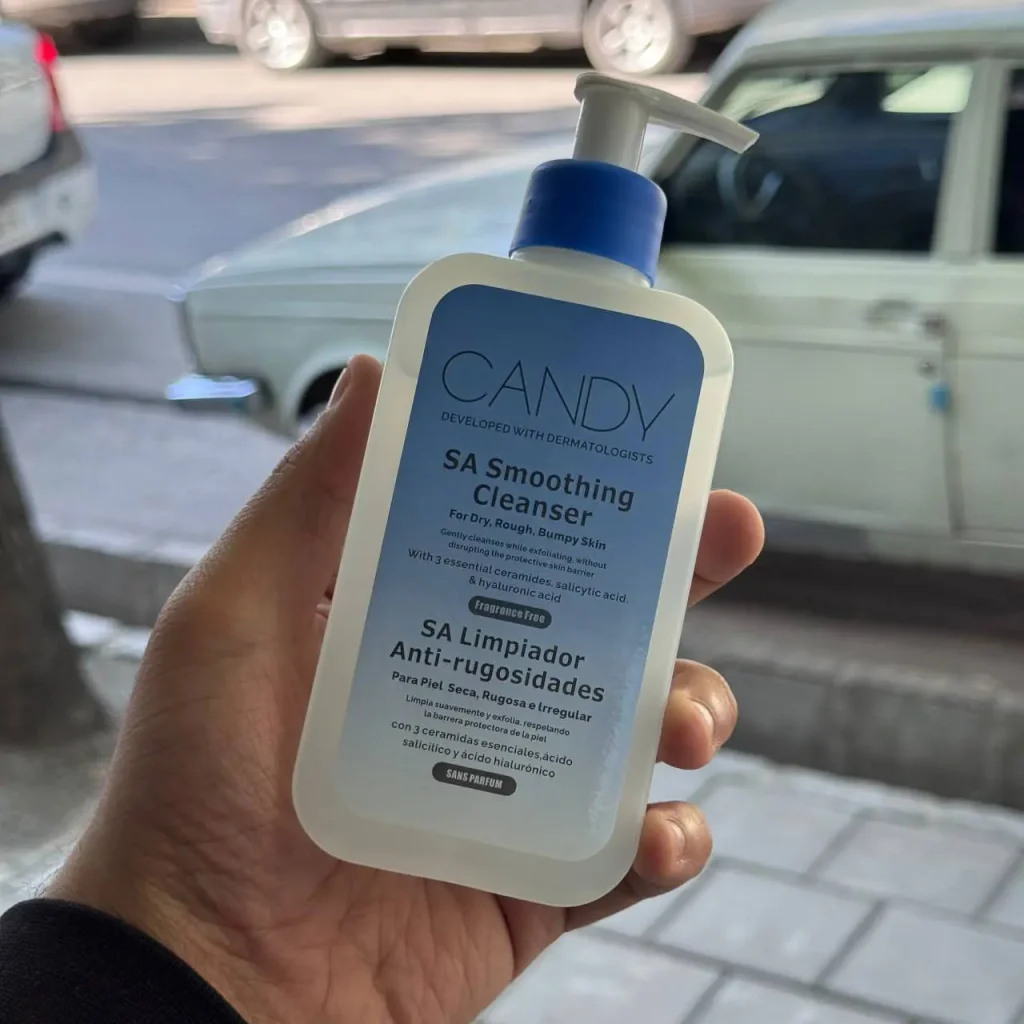 CANDY
DEVELOPED WITH DERMATOLOGISTS
SA Smoothing
Cleanser
For Dry, Rough, Bumpy Skin
Gently cleanses while exfoliating, without
disrupting the protective skin barrier
With 3 essential ceramides, salicytic acid,
& hyaluronic acid
Fragrence Free
SA Limpiador
Anti-rugosidades
Para Piel Seca, Rugosa e Irregular
Limpia suavemente y exfolia, respelando
la barrera protectora de la piel
con 3 ceramidas esenciales,ácido
salicílico y ácido hialurónico
SANS PARFUM